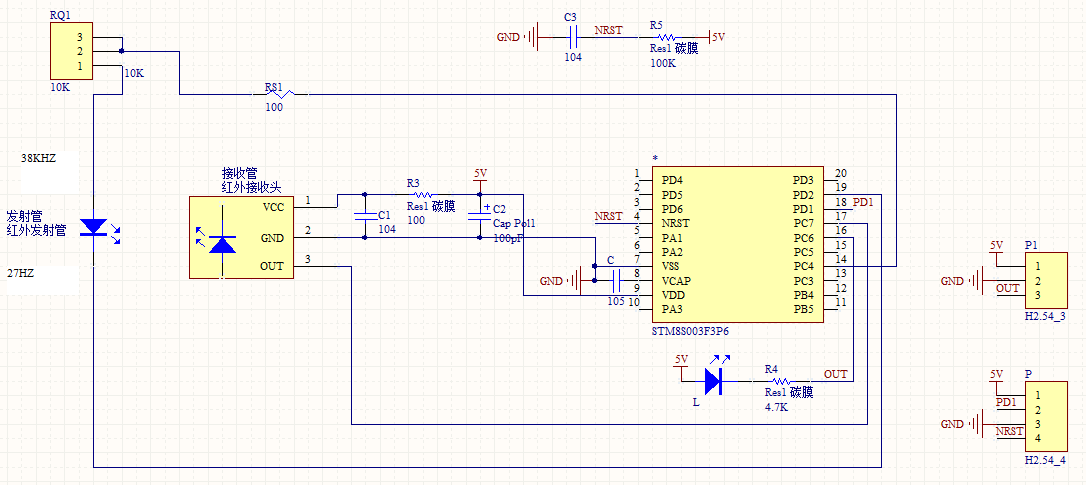 RQ1
3
2
1
10K
10K
C3
GND
104
NRST
R5
Res1 碳膜
100K
5V
RS1
100
38KHZ
发射管
红外发射管
27HZ
接收管
红外接收头
VCC
GND
OUT
1
2
3
C1
104
R3
Res1 碳膜
100
5V
C2
Cap Pol1
100pF
NRST
GND
C
105
*
1 PD4 PD3 20
2 PD5 PD2 19
3 PD6 PD1 18 PD1
4 NRST PC7 17
5 PA1 PC6 16
6 PA2 PC5 15
7 VSS PC4 14
8 VCAP PC3 13
9 VDD PB4 12
10 PA3 PB5 11
STM8S003F3P6
5V
L
R4
Res1 碳膜
4.7K
OUT
5V
GND
OUT
P1
1
2
3
H2.54_3
5V
PD1
GND
NRST
P
1
2
3
4
H2.54_4